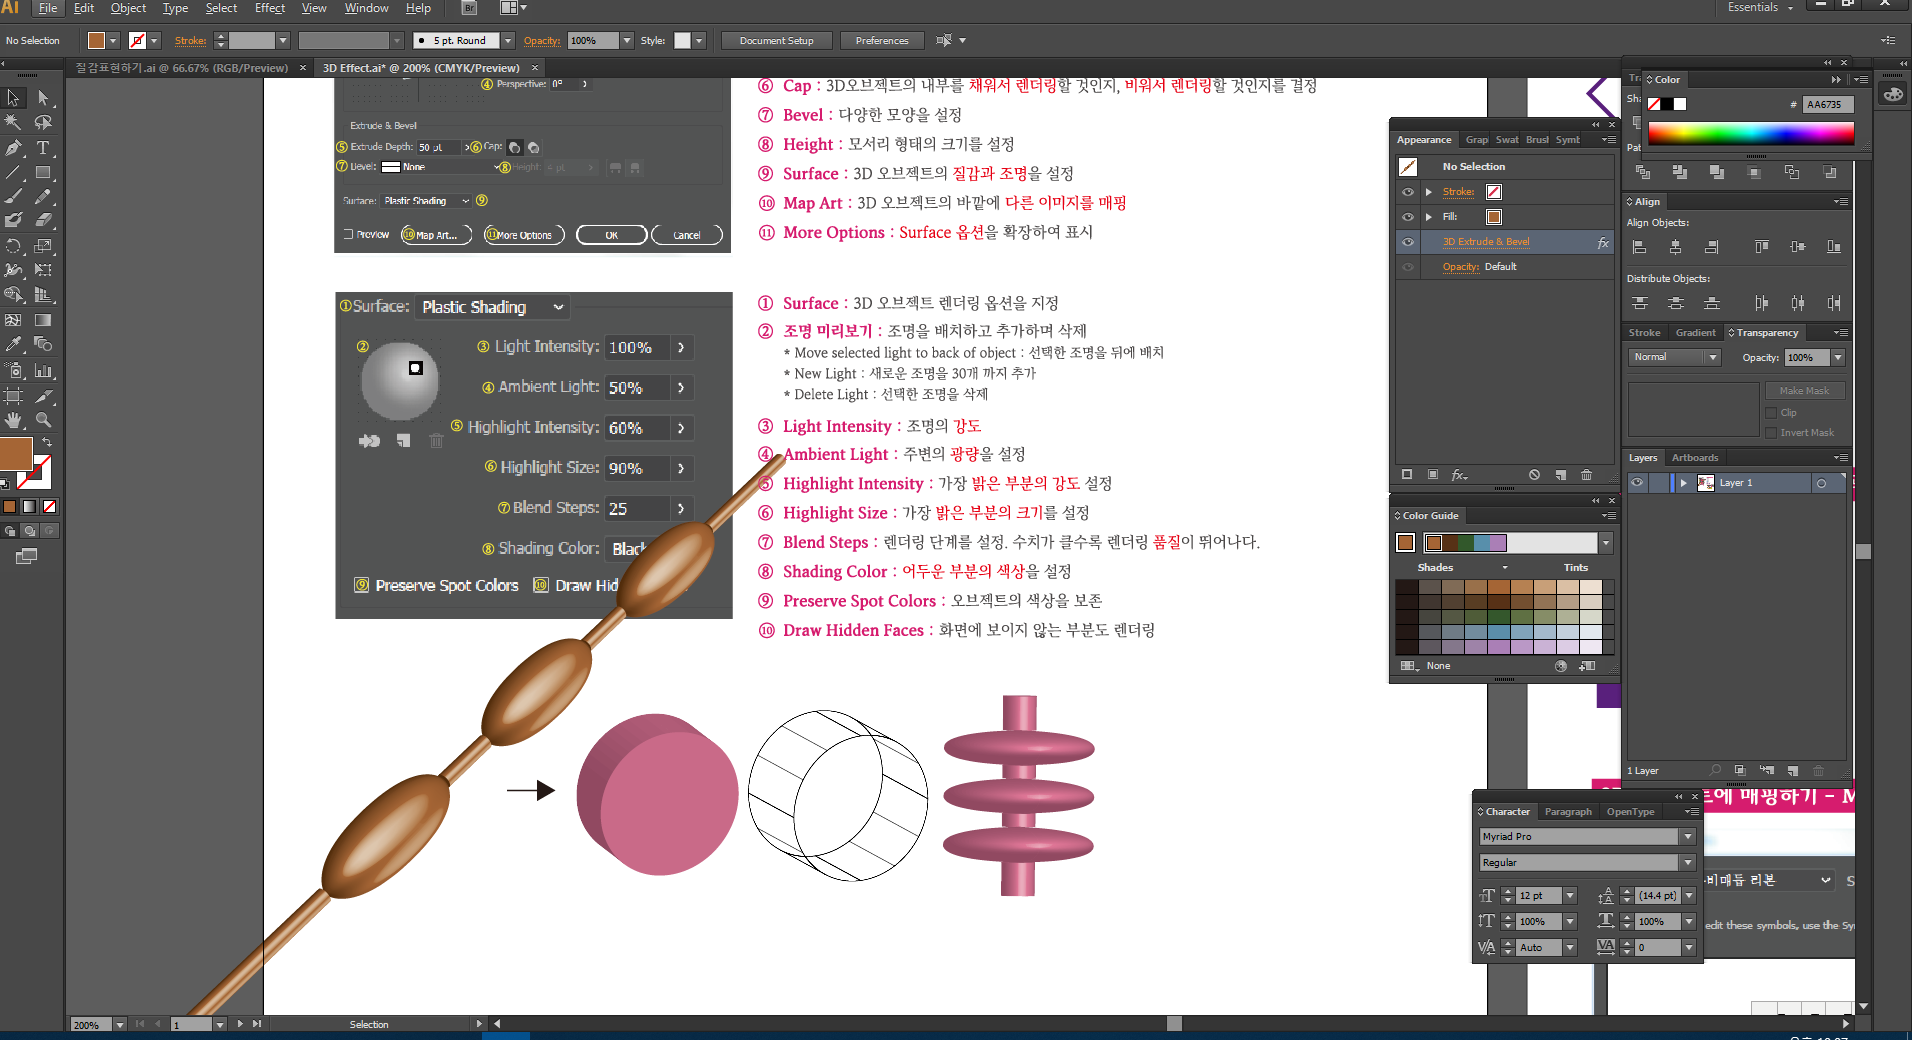 Ai File Edit Object Type Select Effect View Window Help Br Essentials
No Selection Stroke: 5 pt. Round Opacity: 100% Style: Document Setup Preferences
질감표현하기.ai @ 66.67% (RGB/Preview) × 3D Effect.ai* @ 200% (CMYK/Preview) ×
④ Perspective: 0°
Extrude & Bevel
⑤ Extrude Depth: 50 pt ⑥ Cap:
⑦ Bevel: None ⑧ Height: 4 pt
Surface: Plastic Shading ⑨
Preview ⑩ Map Art... ⑪ More Options OK Cancel
⑥ Cap : 3D오브젝트의 내부를 채워서 렌더링할 것인지, 비워서 렌더링할 것인지를 결정
⑦ Bevel : 다양한 모양을 설정
⑧ Height : 모서리 형태의 크기를 설정
⑨ Surface : 3D 오브젝트의 질감과 조명을 설정
⑩ Map Art : 3D 오브젝트의 바깥에 다른 이미지를 매핑
⑪ More Options : Surface 옵션을 확장하여 표시
① Surface: Plastic Shading
②
③ Light Intensity: 100%
④ Ambient Light: 50%
⑤ Highlight Intensity: 60%
⑥ Highlight Size: 90%
⑦ Blend Steps: 25
⑧ Shading Color: Black
⑨ Preserve Spot Colors ⑩ Draw Hid
① Surface : 3D 오브젝트 렌더링 옵션을 지정
② 조명 미리보기 : 조명을 배치하고 추가하며 삭제
* Move selected light to back of object : 선택한 조명을 뒤에 배치
* New Light : 새로운 조명을 30개 까지 추가
* Delete Light : 선택한 조명을 삭제
③ Light Intensity : 조명의 강도
④ Ambient Light : 주변의 광량을 설정
⑤ Highlight Intensity : 가장 밝은 부분의 강도 설정
⑥ Highlight Size : 가장 밝은 부분의 크기를 설정
⑦ Blend Steps : 렌더링 단계를 설정. 수치가 클수록 렌더링 품질이 뛰어나다.
⑧ Shading Color : 어두운 부분의 색상을 설정
⑨ Preserve Spot Colors : 오브젝트의 색상을 보존
⑩ Draw Hidden Faces : 화면에 보이지 않는 부분도 렌더링
Appearance Grap Swat Brusl Symb
No Selection
Stroke:
Fill:
3D Extrude & Bevel fx
Opacity: Default
Color Guide
Shades Tints
None
Color
# AA6735
Align
Align Objects:
Distribute Objects:
Stroke Gradient Transparency
Normal Opacity: 100%
Make Mask
Clip
Invert Mask
Layers Artboards
Layer 1
1 Layer
트에 매핑하기 - M
Character Paragraph OpenType
Myriad Pro
Regular
12 pt (14.4 pt)
100% 100%
Auto 0
비매듭 리본
edit these symbols, use the Sy
200% 1 Selection